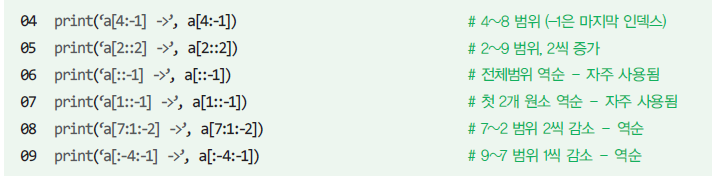 04 print(‘a[4:-1] ->’, a[4:-1]) # 4~8 범위 (-1은 마지막 인덱스)
05 print(‘a[2::2] ->’, a[2::2]) # 2~9 범위, 2씩 증가
06 print(‘a[::-1] ->’, a[::-1]) # 전체범위 역순 – 자주 사용됨
07 print(‘a[1::-1] ->’, a[1::-1]) # 첫 2개 원소 역순 – 자주 사용됨
08 print(‘a[7:1:-2] ->’, a[7:1:-2]) # 7~2 범위 2씩 감소 – 역순
09 print(‘a[:-4:-1] ->’, a[:-4:-1]) # 9~7 범위 1씩 감소 – 역순